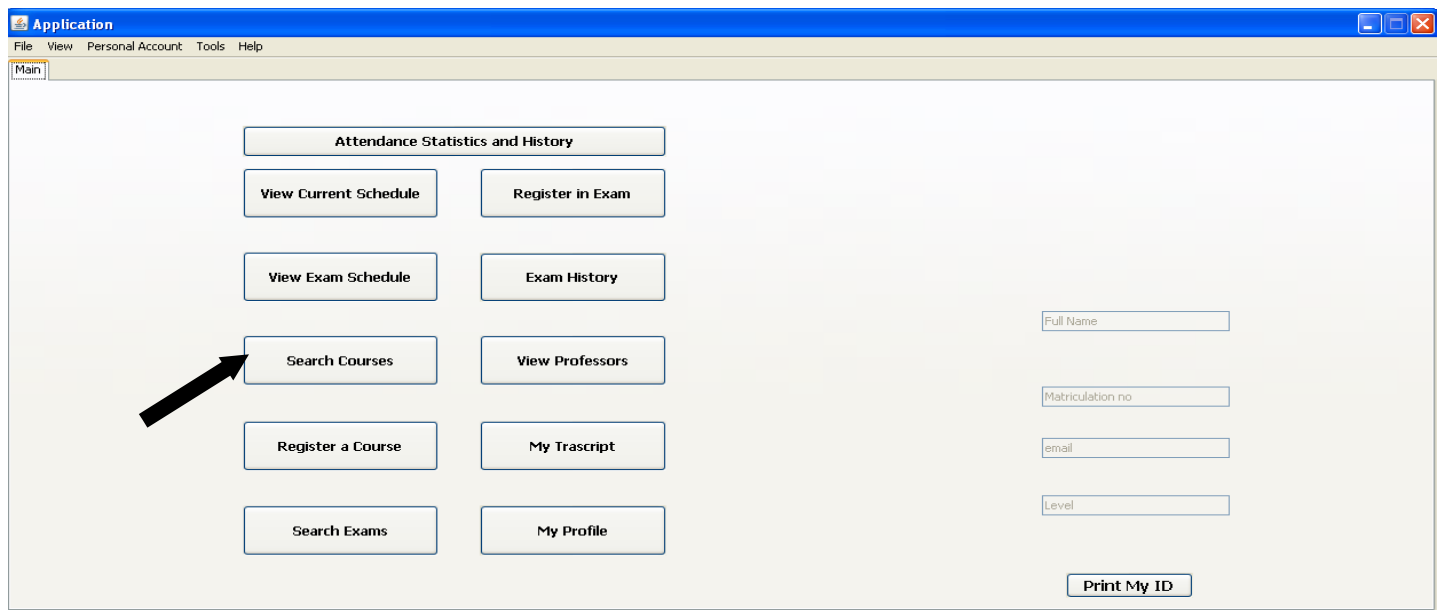 Application
File View Personal Account Tools Help
Main
Attendance Statistics and History
View Current Schedule
Register in Exam
View Exam Schedule
Exam History
Search Courses
View Professors
Register a Course
My Trascript
Search Exams
My Profile
Full Name
Matriculation no
email
Level
Print My ID